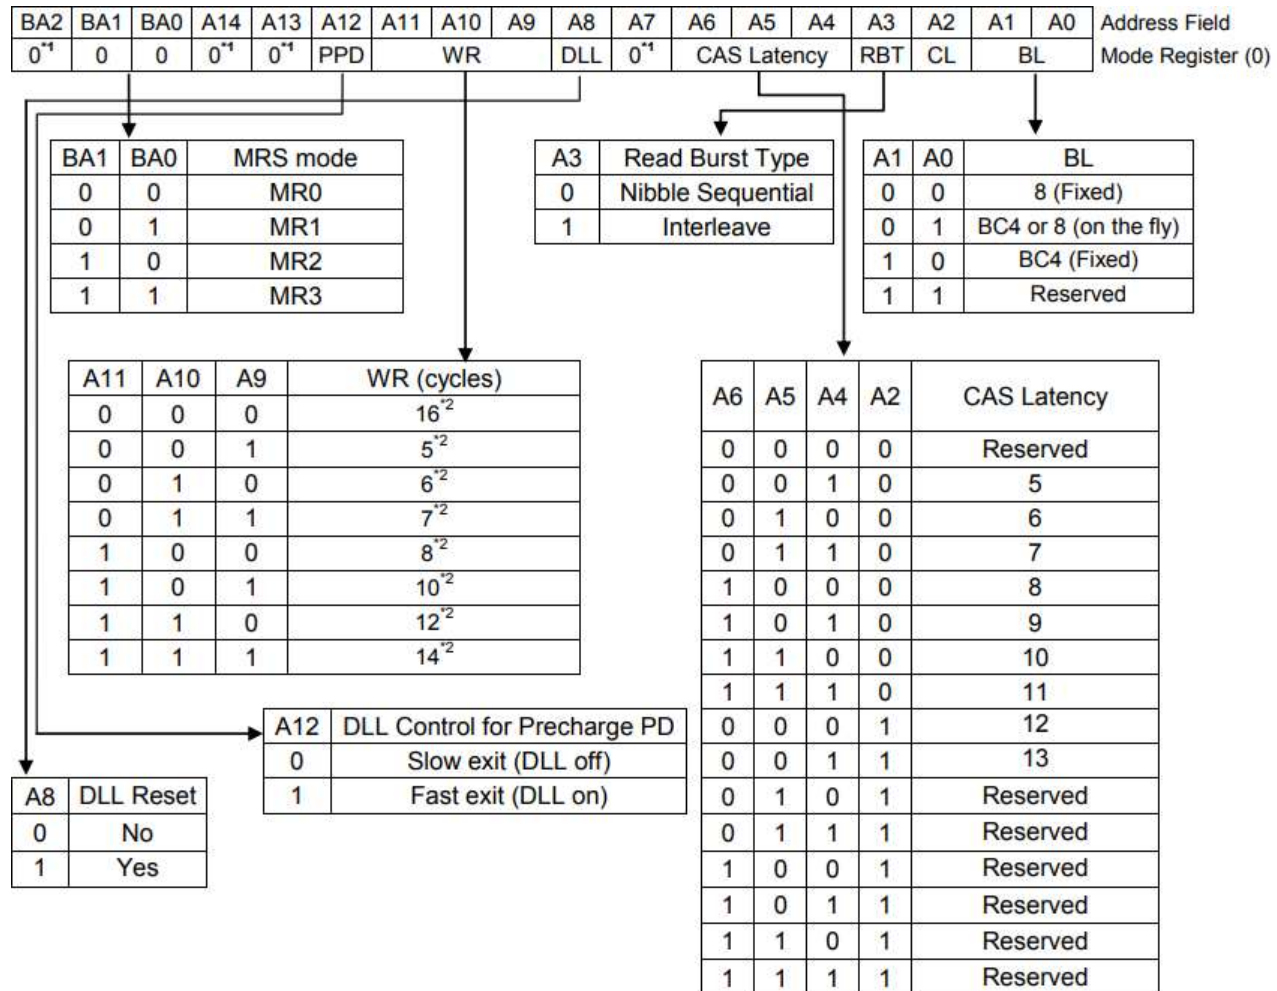 BA2 BA1 BA0 A14 A13 A12 A11 A10 A9 A8 A7 A6 A5 A4 A3 A2 A1 A0 Address Field
0*1 0 0 0*1 0*1 PPD WR DLL 0*1 CAS Latency RBT CL BL Mode Register (0)
BA1 BA0 MRS mode
0 0 MR0
0 1 MR1
1 0 MR2
1 1 MR3
A3 Read Burst Type
0 Nibble Sequential
1 Interleave
A1 A0 BL
0 0 8 (Fixed)
0 1 BC4 or 8 (on the fly)
1 0 BC4 (Fixed)
1 1 Reserved
A11 A10 A9 WR (cycles)
0 0 0 16*2
0 0 1 5*2
0 1 0 6*2
0 1 1 7*2
1 0 0 8*2
1 0 1 10*2
1 1 0 12*2
1 1 1 14*2
A6 A5 A4 A2 CAS Latency
0 0 0 0 Reserved
0 0 1 0 5
0 1 0 0 6
0 1 1 0 7
1 0 0 0 8
1 0 1 0 9
1 1 0 0 10
1 1 1 0 11
0 0 0 1 12
0 0 1 1 13
0 1 0 1 Reserved
0 1 1 1 Reserved
1 0 0 1 Reserved
1 0 1 1 Reserved
1 1 0 1 Reserved
1 1 1 1 Reserved
A12 DLL Control for Precharge PD
0 Slow exit (DLL off)
1 Fast exit (DLL on)
A8 DLL Reset
0 No
1 Yes